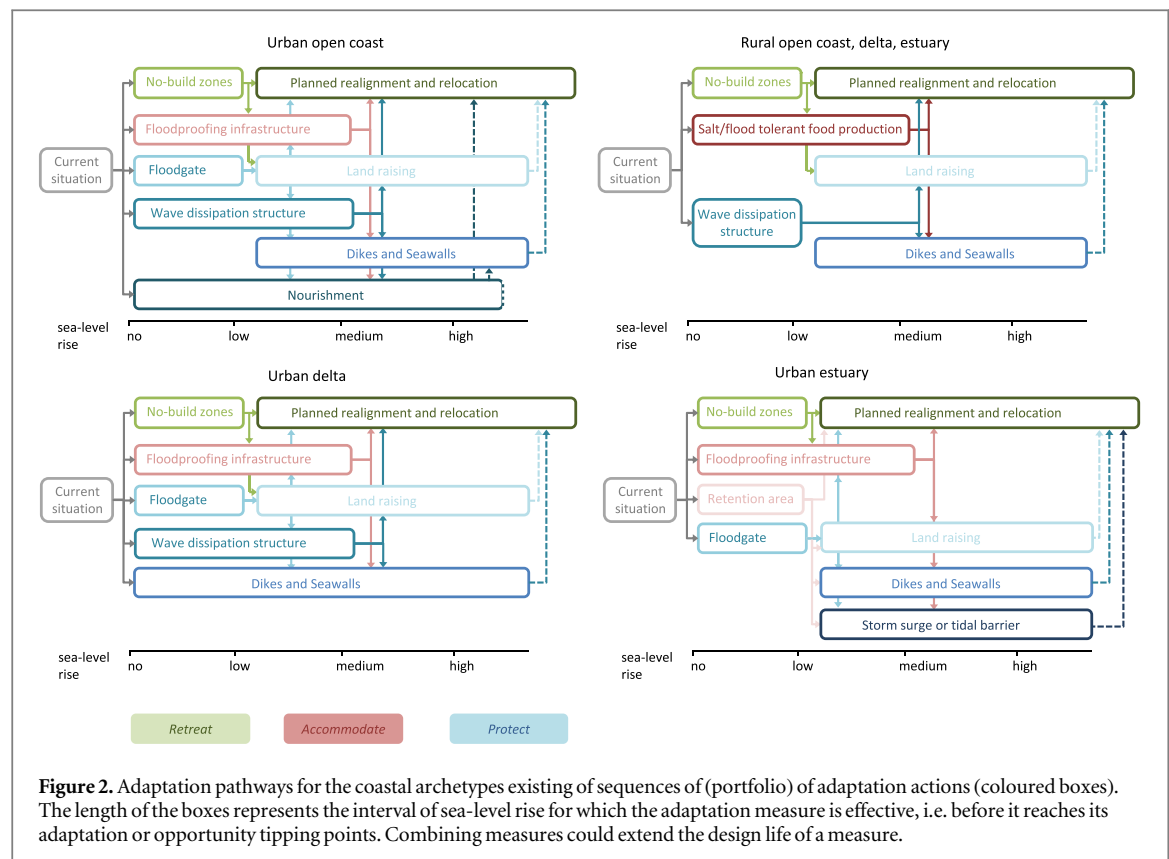 Urban open coast
No-build zones
Planned realignment and relocation
Floodproofing infrastructure
Current
situation
Floodgate
Land raising
Wave dissipation structure
Dikes and Seawalls
Nourishment
sea-level
rise
no
low
medium
high
Rural open coast, delta, estuary
No-build zones
Planned realignment and relocation
Salt/flood tolerant food production
Current
situation
Land raising
Wave dissipation
structure
Dikes and Seawalls
sea-level
rise
no
low
medium
high
Urban delta
No-build zones
Planned realignment and relocation
Floodproofing infrastructure
Current
situation
Floodgate
Land raising
Wave dissipation structure
Dikes and Seawalls
sea-level
rise
no
low
medium
high
Urban estuary
No-build zones
Planned realignment and relocation
Floodproofing infrastructure
Current
situation
Retention area
Floodgate
Land raising
Dikes and Seawalls
Storm surge or tidal barrier
sea-level
rise
no
low
medium
high
Retreat
Accommodate
Protect
Figure 2. Adaptation pathways for the coastal archetypes existing of sequences of (portfolio) of adaptation actions (coloured boxes).
The length of the boxes represents the interval of sea-level rise for which the adaptation measure is effective, i.e. before it reaches its
adaptation or opportunity tipping points. Combining measures could extend the design life of a measure.